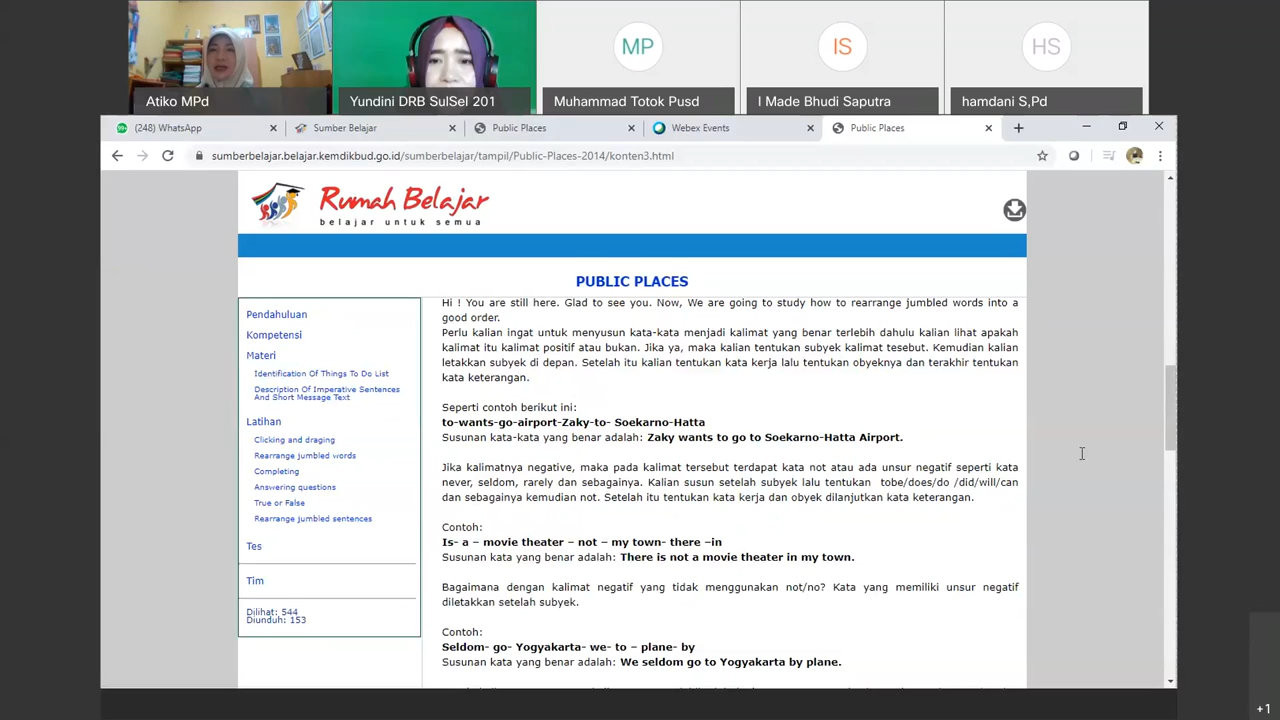 MP
IS
HS
Atiko MPd
Yundini DRB SulSel 201
Muhammad Totok Pusd
I Made Bhudi Saputra
hamdani S,Pd
(248) WhatsApp
Sumber Belajar
Public Places
Webex Events
Public Places
sumberbelajar.belajar.kemdikbud.go.id/sumberbelajar/tampil/Public-Places-2014/konten3.html
Rumah Belajar
belajar untuk semua
PUBLIC PLACES
Pendahuluan
Kompetensi
Materi
Identification Of Things To Do List
Description Of Imperative Sentences
And Short Message Text
Latihan
Clicking and draging
Rearrange jumbled words
Completing
Answering questions
True or False
Rearrange jumbled sentences
Tes
Tim
Dilihat: 544
Diunduh: 153
Hi ! You are still here. Glad to see you. Now, We are going to study how to rearrange jumbled words into a
good order.
Perlu kalian ingat untuk menyusun kata-kata menjadi kalimat yang benar terlebih dahulu kalian lihat apakah
kalimat itu kalimat positif atau bukan. Jika ya, maka kalian tentukan subyek kalimat tesebut. Kemudian kalian
letakkan subyek di depan. Setelah itu kalian tentukan kata kerja lalu tentukan obyeknya dan terakhir tentukan
kata keterangan.
Seperti contoh berikut ini:
to-wants-go-airport-Zaky-to- Soekarno-Hatta
Susunan kata-kata yang benar adalah: Zaky wants to go to Soekarno-Hatta Airport.
Jika kalimatnya negative, maka pada kalimat tersebut terdapat kata not atau ada unsur negatif seperti kata
never, seldom, rarely dan sebagainya. Kalian susun setelah subyek lalu tentukan tobe/does/do /did/will/can
dan sebagainya kemudian not. Setelah itu tentukan kata kerja dan obyek dilanjutkan kata keterangan.
Contoh:
Is- a – movie theater – not – my town- there –in
Susunan kata yang benar adalah: There is not a movie theater in my town.
Bagaimana dengan kalimat negatif yang tidak menggunakan not/no? Kata yang memiliki unsur negatif
diletakkan setelah subyek.
Contoh:
Seldom- go- Yogyakarta- we- to – plane- by
Susunan kata yang benar adalah: We seldom go to Yogyakarta by plane.
+1